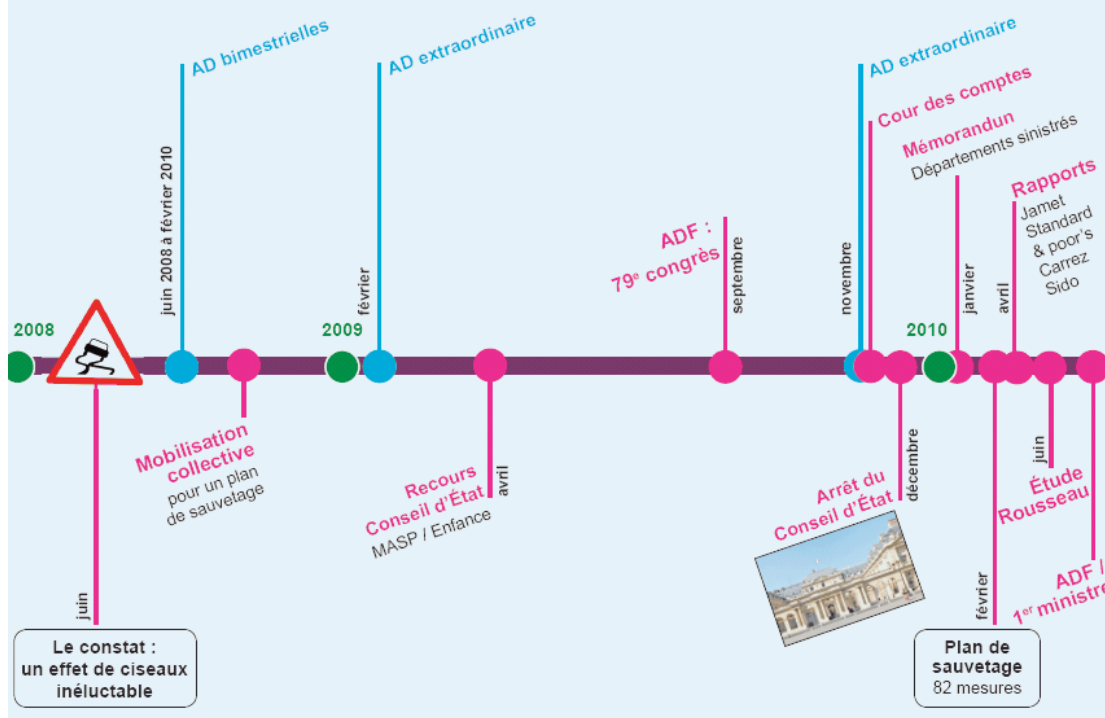 AD bimestrielles
juin 2008 à février 2010
AD extraordinaire
février
AD extraordinaire
novembre
Cour des comptes
Mémorandun
Départements sinistrés
janvier
Rapports
Jamet
Standard
& poor's
Carrez
Sido
avril
ADF :
79e congrès
septembre
2008
2009
2010
juin
Le constat :
un effet de ciseaux
inéluctable
Mobilisation
collective
pour un plan
de sauvetage
Recours
Conseil d'État
MASP / Enfance
avril
Arrêt du
Conseil d'État
décembre
février
Plan de
sauvetage
82 mesures
juin
Étude
Rousseau
ADF /
1er ministre